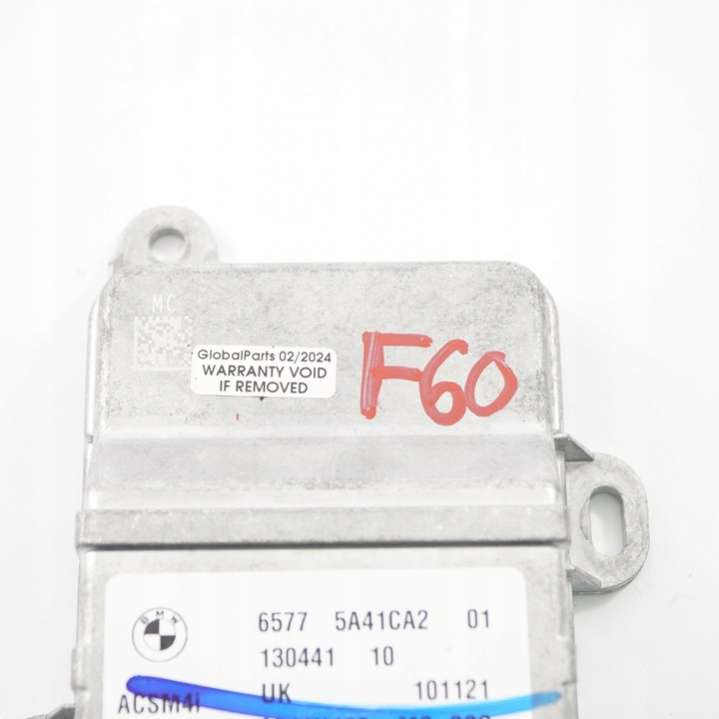 MC
GlobalParts 02/2024
WARRANTY VOID
IF REMOVED
F60
BMW
6577 5A41CA2 01
130441 10
UK 101121
ACSM4i